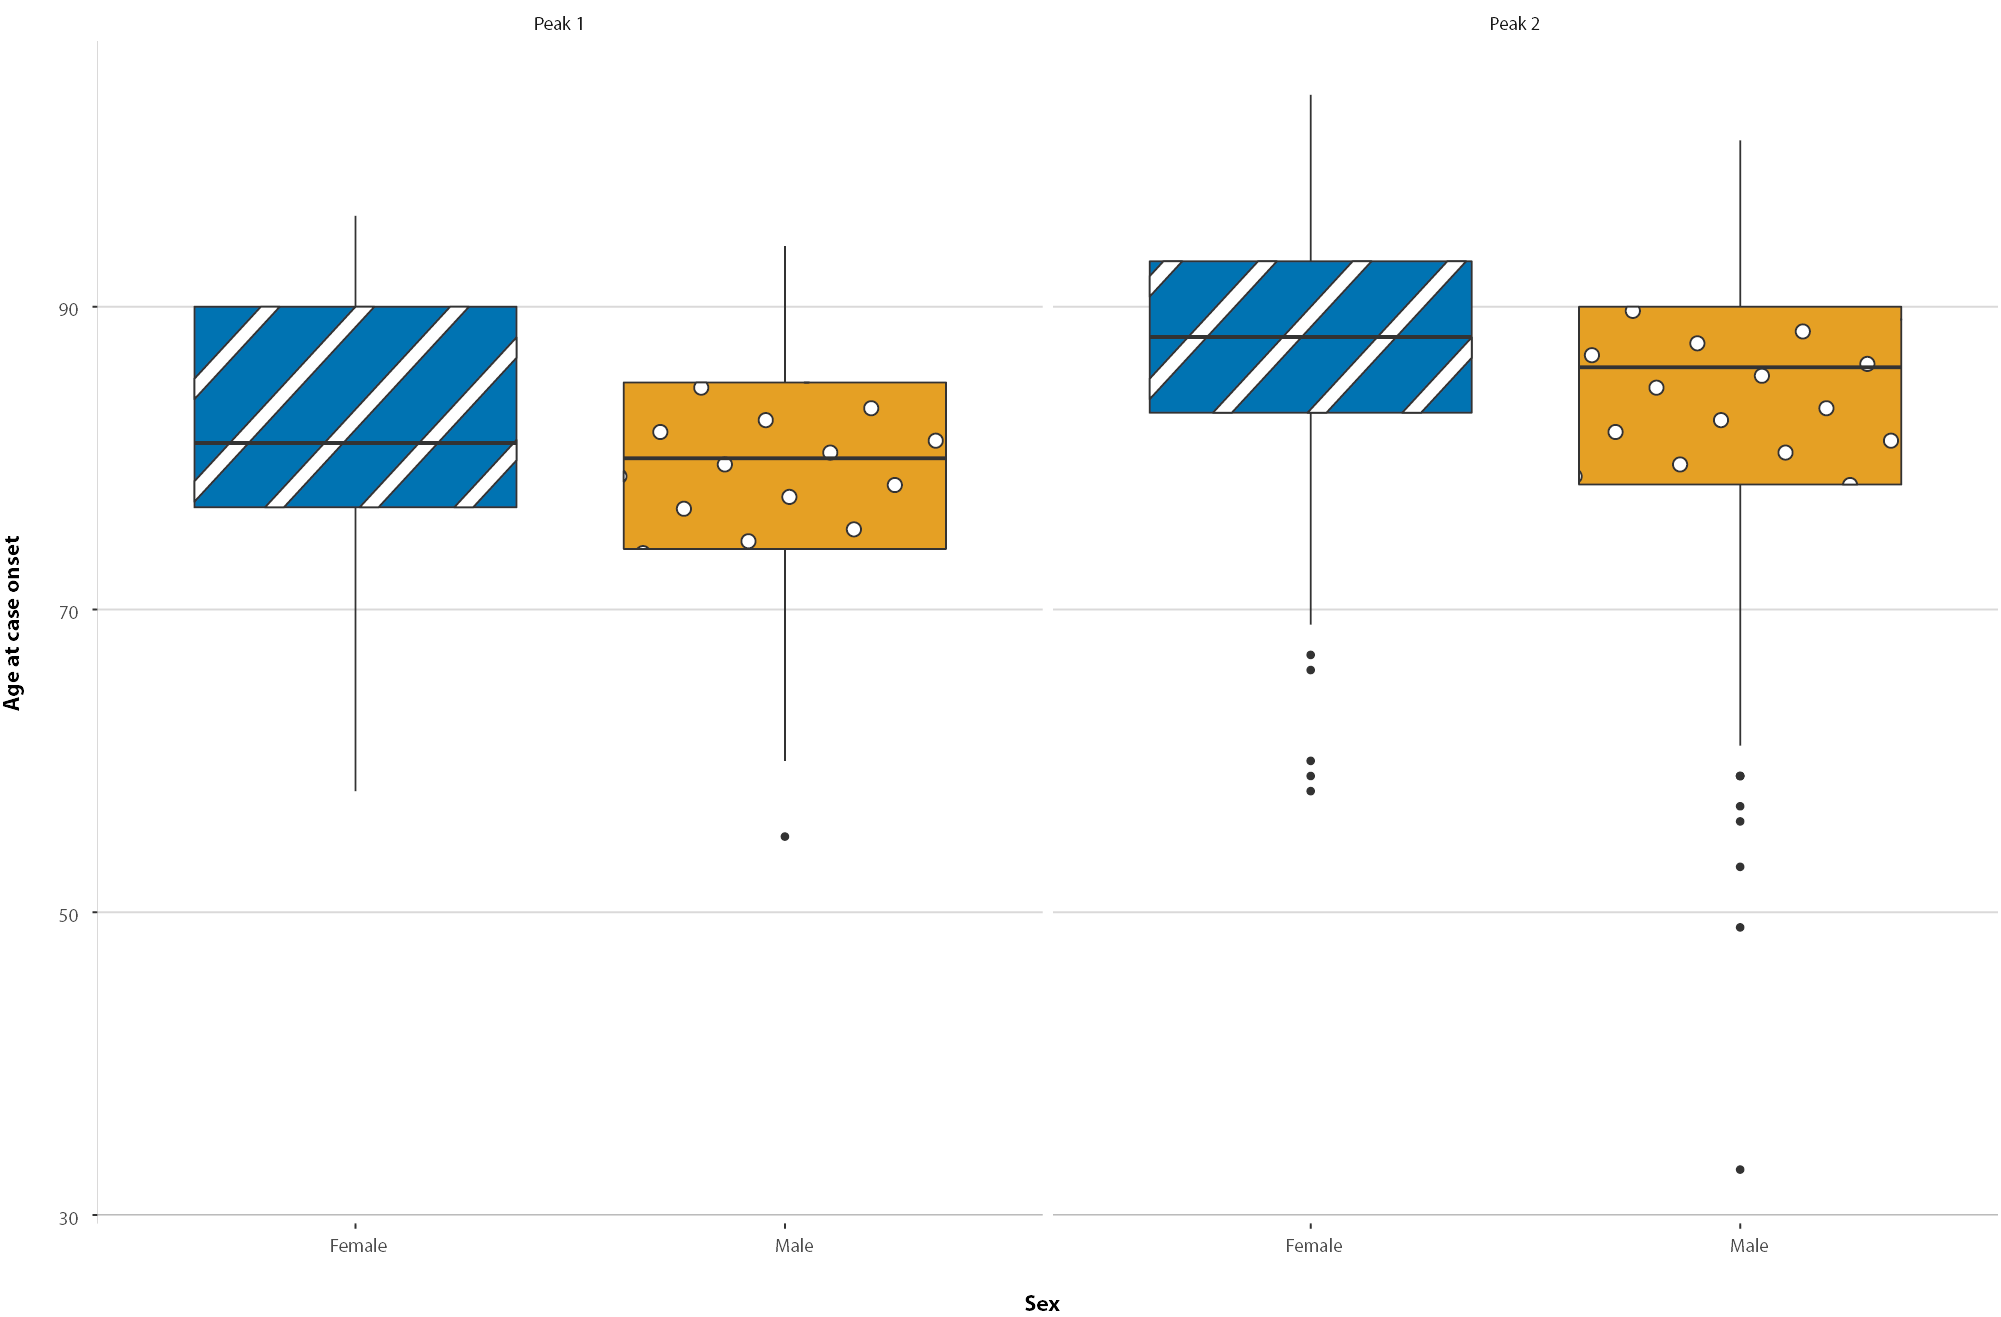 Peak 1
Peak 2
Age at case onset
90
70
50
30
Female
Male
Female
Male
Sex